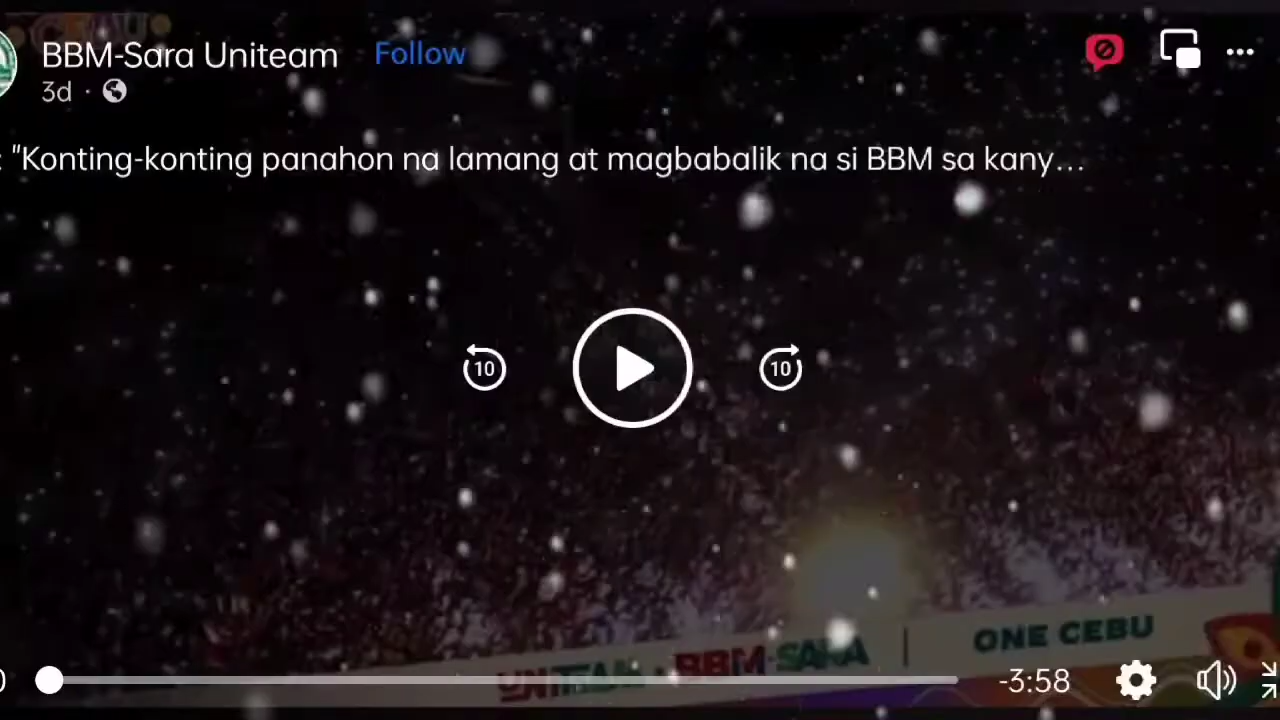 BBM-Sara Uniteam Follow
3d ·
: "Konting-konting panahon na lamang at magbabalik na si BBM sa kany...
10 10
UNITEAM · BBM-SARA | ONE CEBU
-3:58